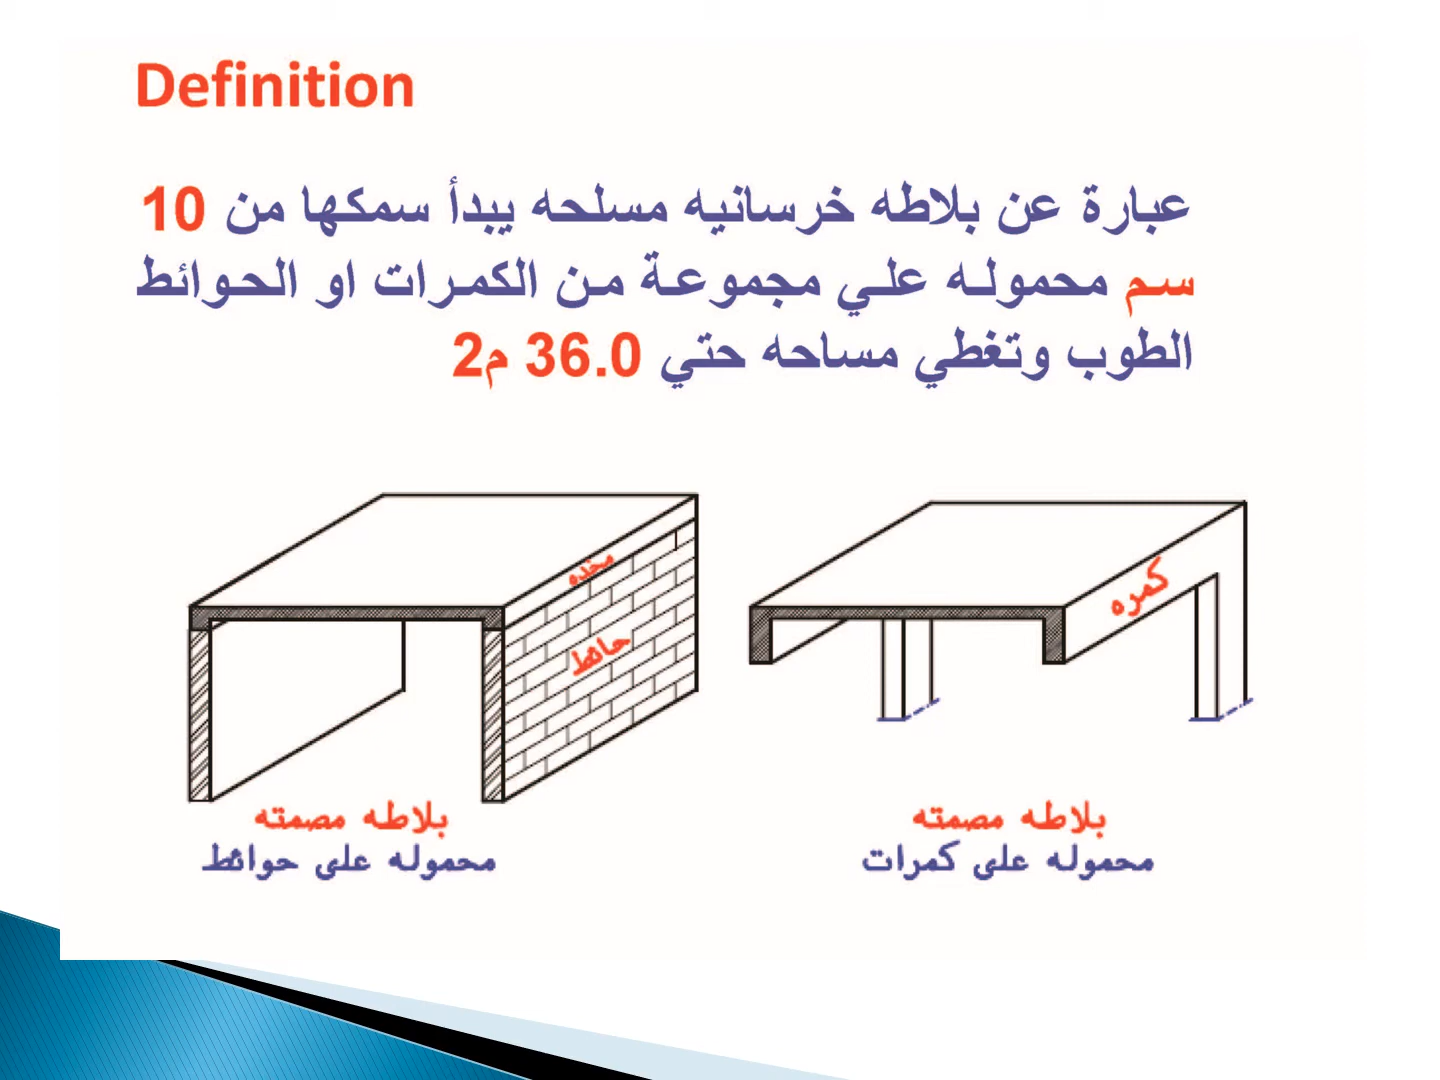 Definition
عبارة عن بلاطه خرسانيه مسلحه يبدأ سمكها من 10
سم محموله علي مجموعة من الكمرات او الحوائط
الطوب وتغطي مساحه حتي 36.0 م2
مخده
حائط
كمره
بلاطه مصمته
محموله على حوائط
بلاطه مصمته
محموله على كمرات